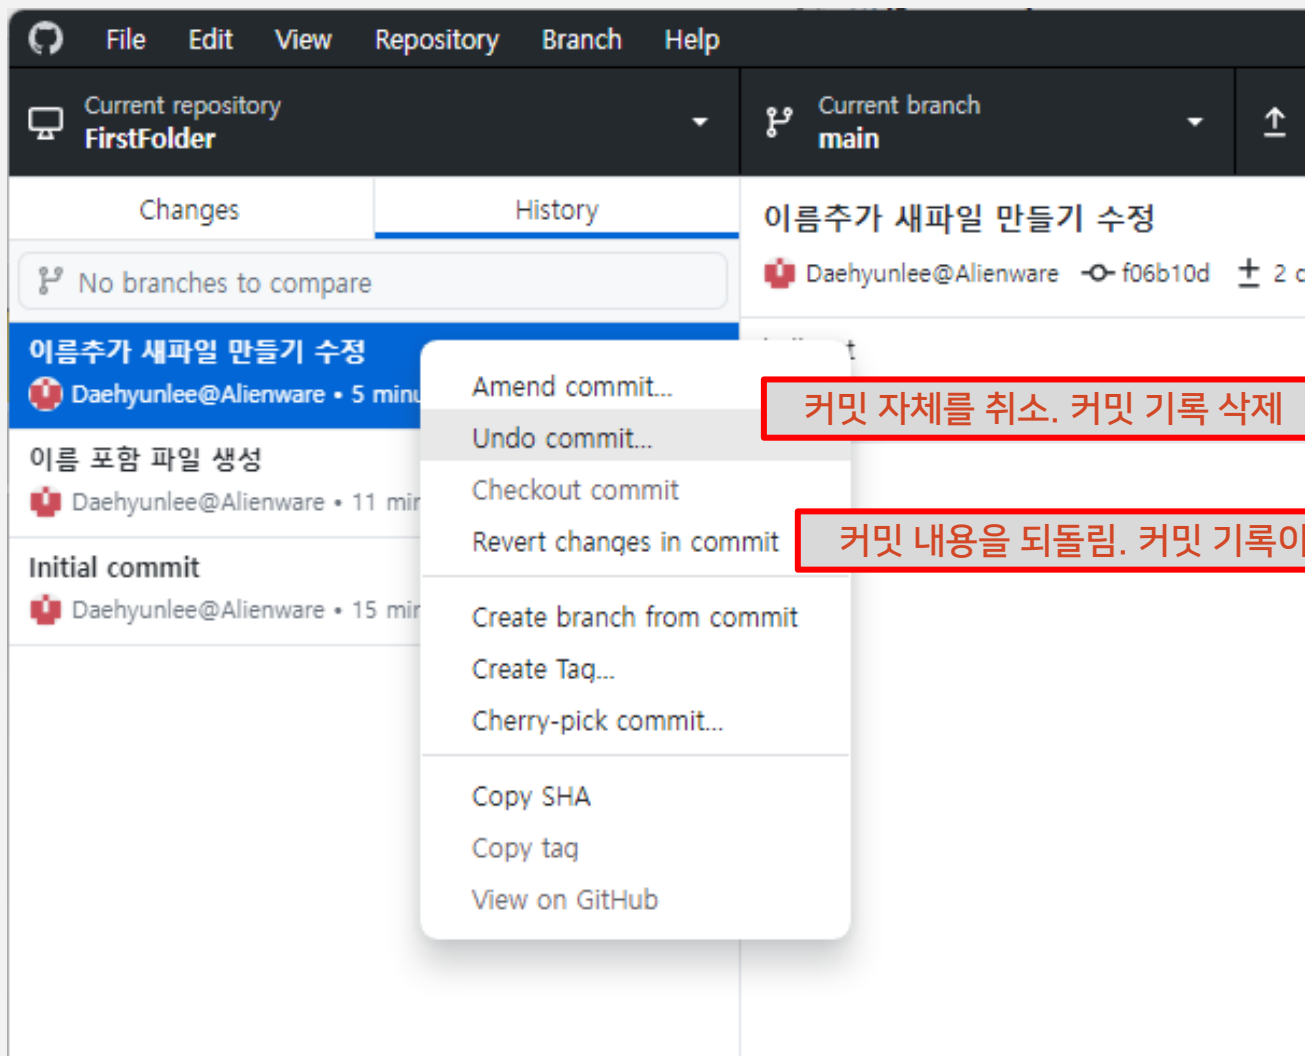 File Edit View Repository Branch Help
Current repository
FirstFolder
Current branch
main
Changes
History
No branches to compare
이름추가 새파일 만들기 수정
Daehyunlee@Alienware • 5 minu
이름 포함 파일 생성
Daehyunlee@Alienware • 11 min
Initial commit
Daehyunlee@Alienware • 15 min
Amend commit...
Undo commit...
Checkout commit
Revert changes in commit
Create branch from commit
Create Tag...
Cherry-pick commit...
Copy SHA
Copy tag
View on GitHub
이름추가 새파일 만들기 수정
Daehyunlee@Alienware f06b10d 2 c
커밋 자체를 취소. 커밋 기록 삭제
커밋 내용을 되돌림. 커밋 기록이